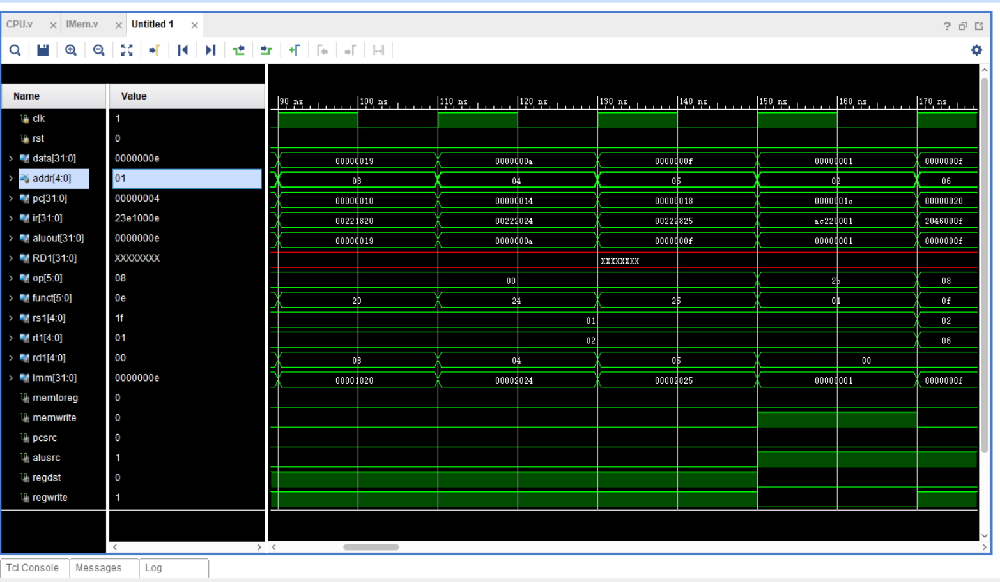 CPU.v × IMem.v × Untitled 1 ×
Name Value
90 ns 100 ns 110 ns 120 ns 130 ns 140 ns 150 ns 160 ns 170 ns
clk 1
rst 0
data[31:0] 0000000e 00000019 0000000a 0000000f 00000001 0000000f
addr[4:0] 01 03 04 05 02 06
pc[31:0] 00000004 00000010 00000014 00000018 0000001c 00000020
ir[31:0] 23e1000e 00221820 00222024 00222825 ac220001 2046000f
aluout[31:0] 0000000e 00000019 0000000a 0000000f 00000001 0000000f
RD1[31:0] XXXXXXXX XXXXXXXX
op[5:0] 08 00 2b 08
funct[5:0] 0e 20 24 25 01 0f
rs1[4:0] 1f 01 02
rt1[4:0] 01 02 06
rd1[4:0] 00 03 04 05 00
Imm[31:0] 0000000e 00001820 00002024 00002825 00000001 0000000f
memtoreg 0
memwrite 0
pcsrc 0
alusrc 1
regdst 0
regwrite 1
Tcl Console Messages Log